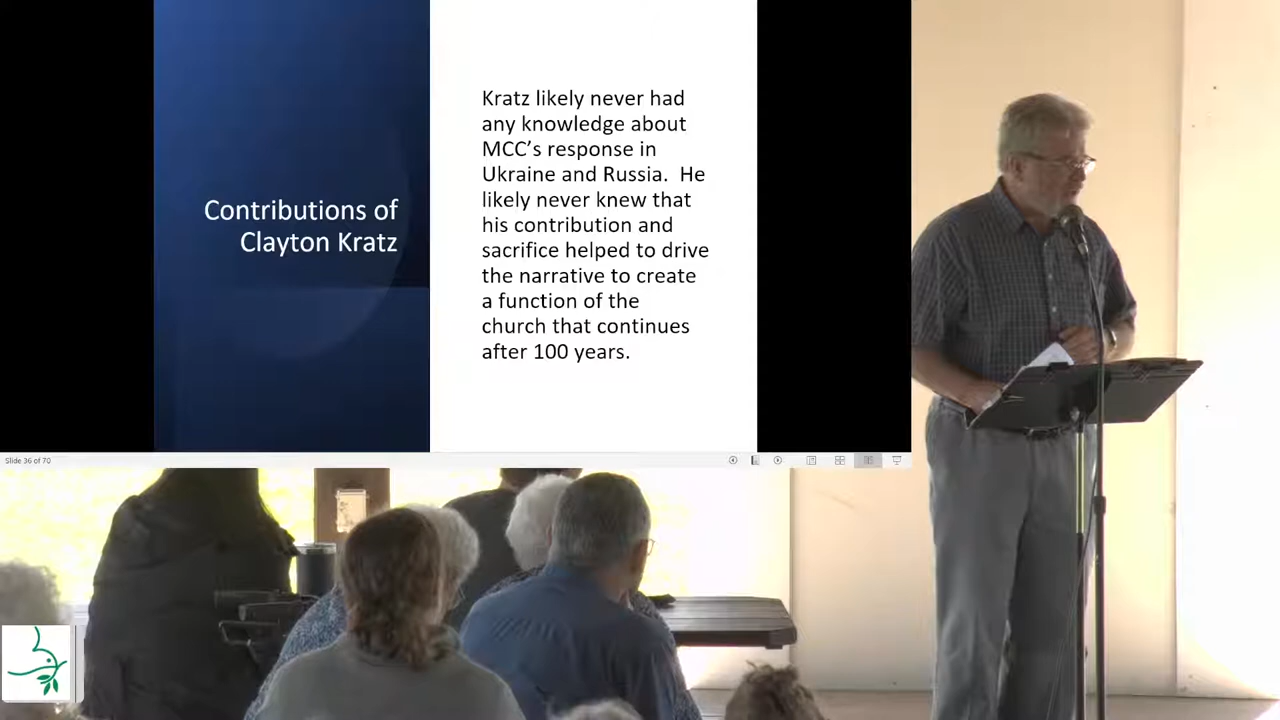 Contributions of
Clayton Kratz
Kratz likely never had
any knowledge about
MCC’s response in
Ukraine and Russia.  He
likely never knew that
his contribution and
sacrifice helped to drive
the narrative to create
a function of the
church that continues
after 100 years.
Slide 36 of 70